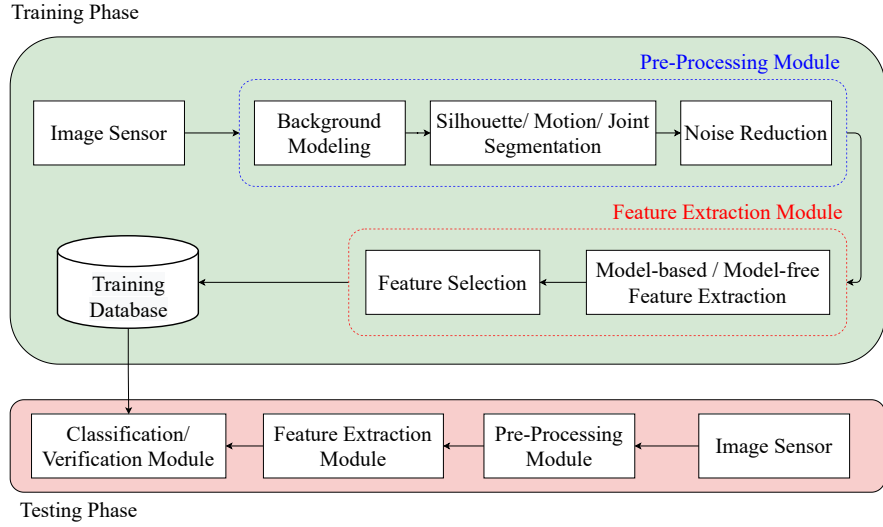 Training Phase
Pre-Processing Module
Image Sensor
Background
Modeling
Silhouette/ Motion/ Joint
Segmentation
Noise Reduction
Feature Extraction Module
Training
Database
Feature Selection
Model-based / Model-free
Feature Extraction
Classification/
Verification Module
Feature Extraction
Module
Pre-Processing
Module
Image Sensor
Testing Phase